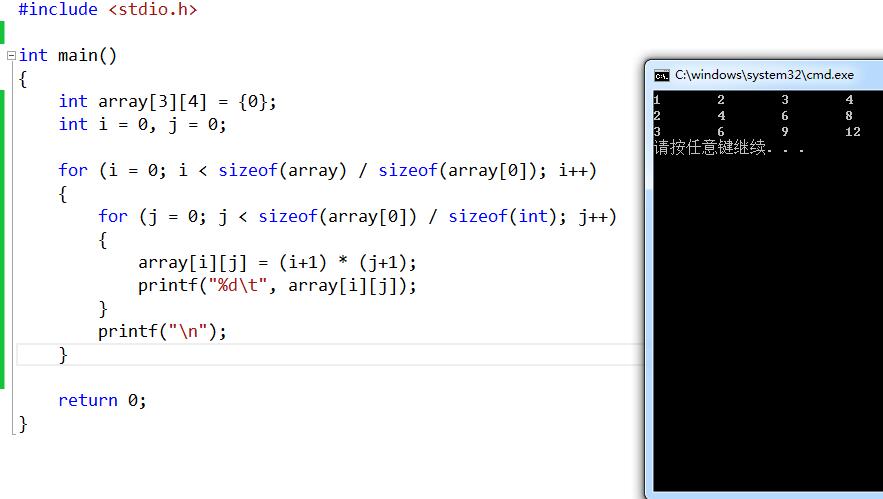 #include <stdio.h>
int main()
{
int array[3][4] = {0};
int i = 0, j = 0;
for (i = 0; i < sizeof(array) / sizeof(array[0]); i++)
{
for (j = 0; j < sizeof(array[0]) / sizeof(int); j++)
{
array[i][j] = (i+1) * (j+1);
printf("%d\t", array[i][j]);
}
printf("\n");
}
return 0;
}
C:\windows\system32\cmd.exe
1 2 3 4
2 4 6 8
3 6 9 12
请按任意键继续. . .